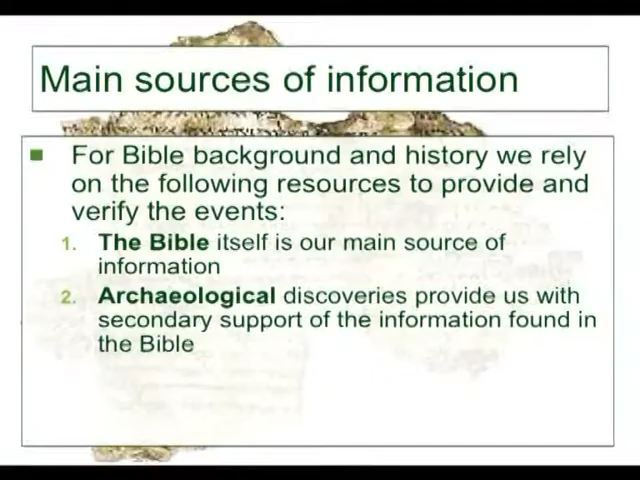 Main sources of information
For Bible background and history we rely
on the following resources to provide and
verify the events:
1. The Bible itself is our main source of
information
2. Archaeological discoveries provide us with
secondary support of the information found in
the Bible